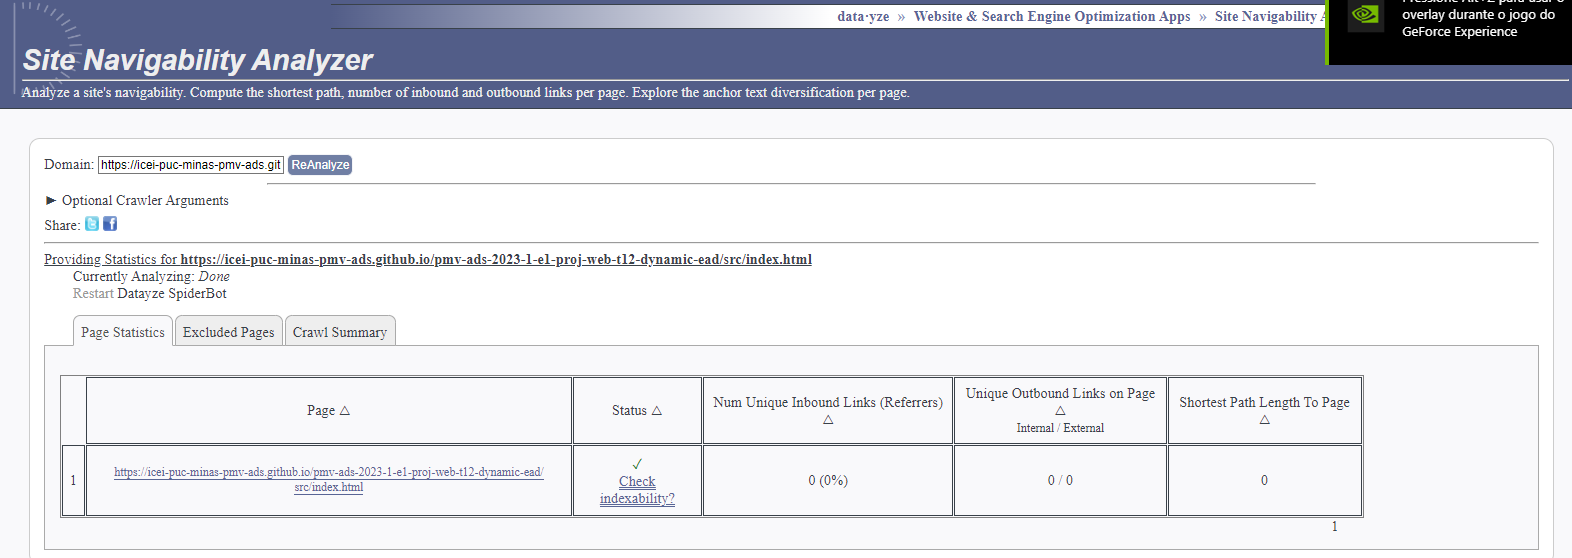 data·yze » Website & Search Engine Optimization Apps » Site Navigability
overlay durante o jogo do
GeForce Experience
Site Navigability Analyzer
Analyze a site's navigability. Compute the shortest path, number of inbound and outbound links per page. Explore the anchor text diversification per page.
Domain: https://icei-puc-minas-pmv-ads.git ReAnalyze
► Optional Crawler Arguments
Share:
Providing Statistics for https://icei-puc-minas-pmv-ads.github.io/pmv-ads-2023-1-e1-proj-web-t12-dynamic-ead/src/index.html
Currently Analyzing: Done
Restart Datayze SpiderBot
Page Statistics Excluded Pages Crawl Summary
Page △ Status △ Num Unique Inbound Links (Referrers) △ Unique Outbound Links on Page △ Shortest Path Length To Page △
Internal / External
1 https://icei-puc-minas-pmv-ads.github.io/pmv-ads-2023-1-e1-proj-web-t12-dynamic-ead/
src/index.html
✓
Check
indexability?
0 (0%) 0 / 0 0
1